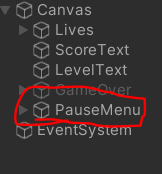 Canvas
Lives
ScoreText
LevelText
GameOver
PauseMenu
EventSystem